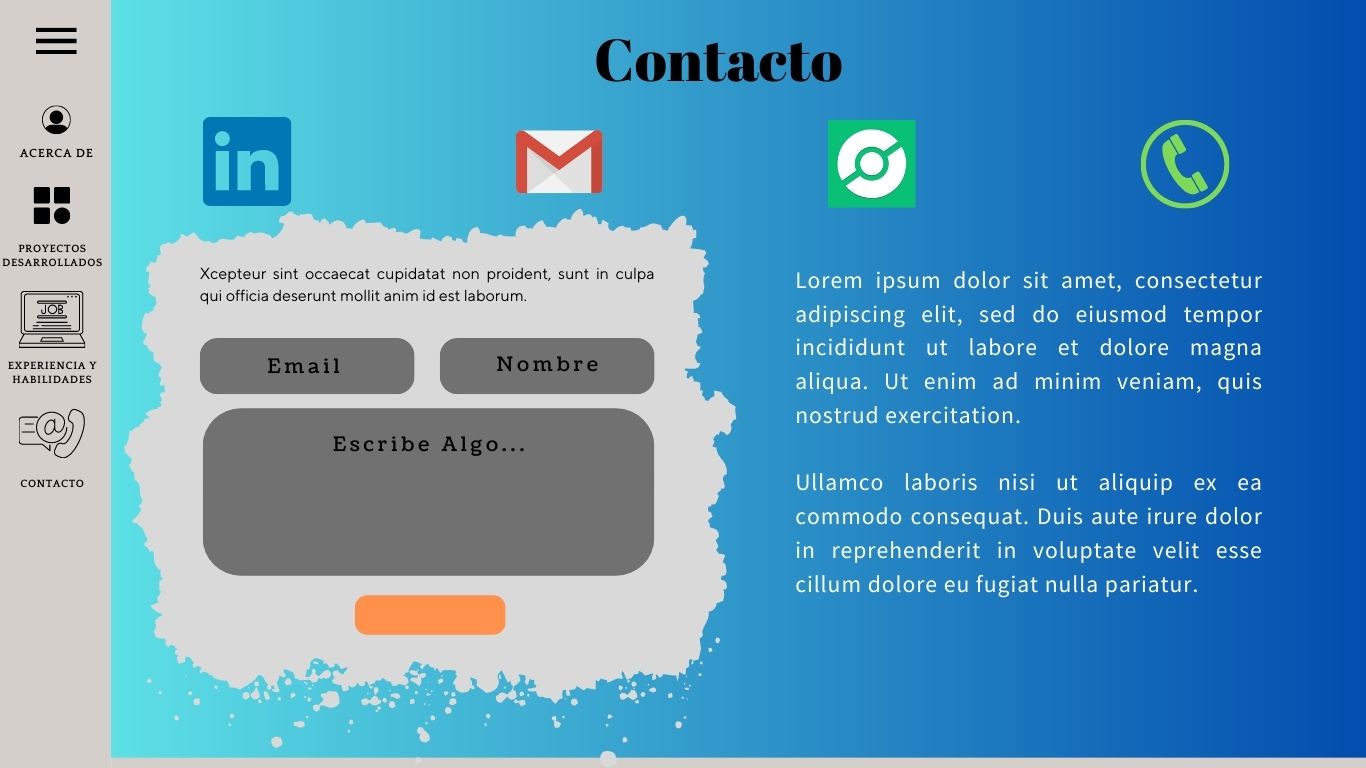 Contacto
ACERCA DE
PROYECTOS
DESARROLLADOS
JOB
EXPERIENCIA Y
HABILIDADES
@
CONTACTO
in
M
Xcepteur sint occaecat cupidatat non proident, sunt in culpa
qui officia deserunt mollit anim id est laborum.
Email
Nombre
Escribe Algo...
Lorem ipsum dolor sit amet, consectetur
adipiscing elit, sed do eiusmod tempor
incididunt ut labore et dolore magna
aliqua. Ut enim ad minim veniam, quis
nostrud exercitation.
Ullamco laboris nisi ut aliquip ex ea
commodo consequat. Duis aute irure dolor
in reprehenderit in voluptate velit esse
cillum dolore eu fugiat nulla pariatur.